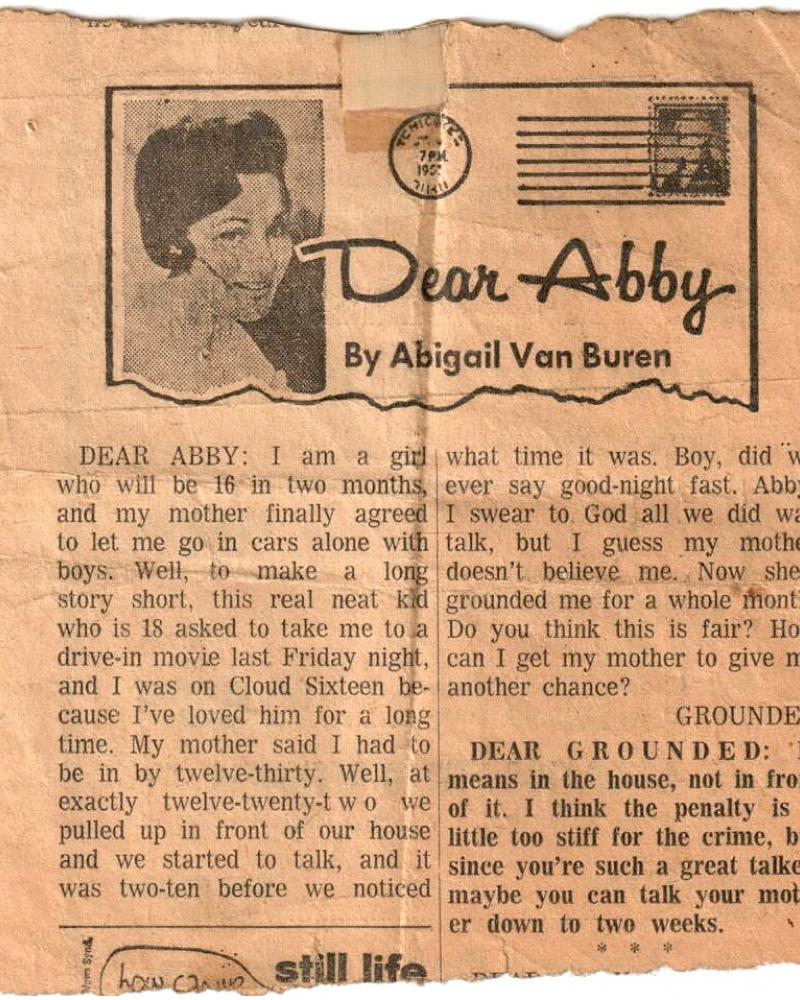 CHICAGO
7 PM
195
Dear Abby
By Abigail Van Buren
DEAR ABBY: I am a girl
who will be 16 in two months,
and my mother finally agreed
to let me go in cars alone with
boys. Well, to make a long
story short, this real neat kid
who is 18 asked to take me to a
drive-in movie last Friday night,
and I was on Cloud Sixteen be-
cause I've loved him for a long
time. My mother said I had to
be in by twelve-thirty. Well, at
exactly twelve-twenty-t w o we
pulled up in front of our house
and we started to talk, and it
was two-ten before we noticed
what time it was. Boy, did w
ever say good-night fast. Abby
I swear to God all we did wa
talk, but I guess my mothe
doesn't believe me. Now she
grounded me for a whole mont
Do you think this is fair? Ho
can I get my mother to give m
another chance?
GROUNDE
DEAR G R O U N D E D:
means in the house, not in fro
of it. I think the penalty is
little too stiff for the crime, b
since you're such a great talke
maybe you can talk your mot
er down to two weeks.
* * *
DEAR
News Synd.
still life